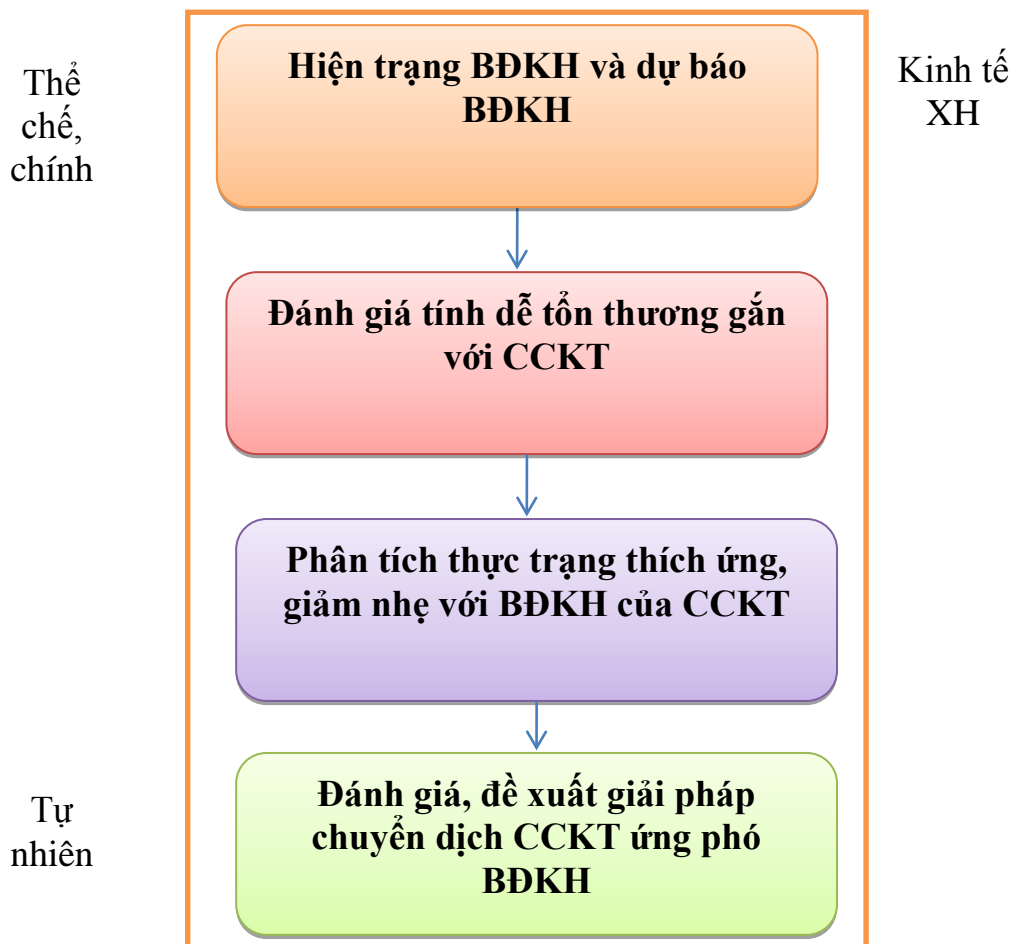 Thể
chế,
chính
Hiện trạng BĐKH và dự báo
BĐKH
Kinh tế
XH
Đánh giá tính dễ tổn thương gắn
với CCKT
Phân tích thực trạng thích ứng,
giảm nhẹ với BĐKH của CCKT
Tự
nhiên
Đánh giá, đề xuất giải pháp
chuyển dịch CCKT ứng phó
BĐKH